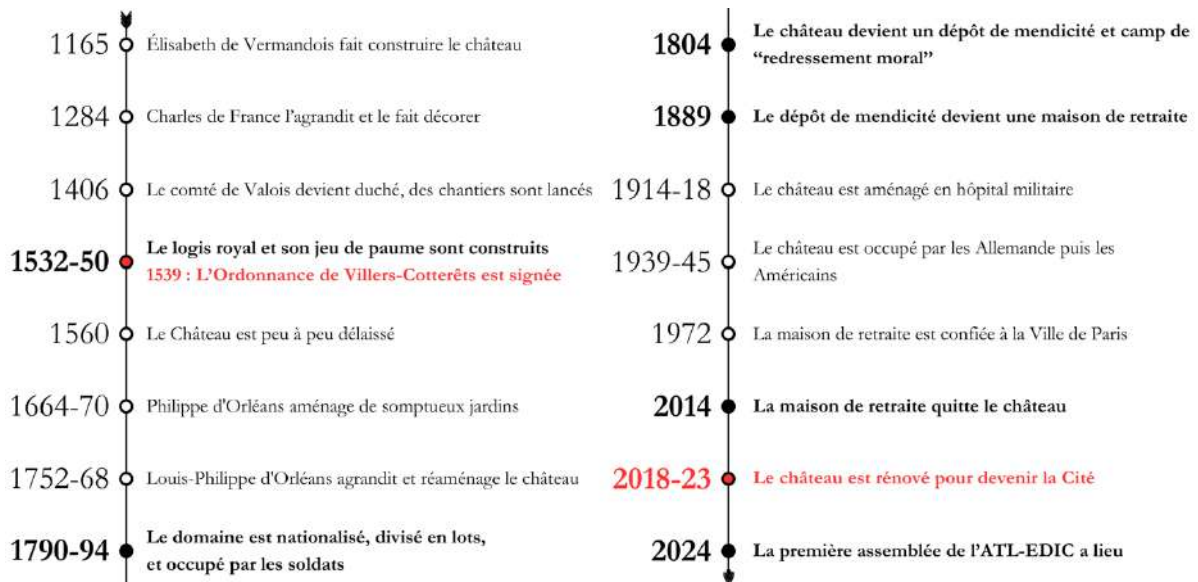 1165 Élisabeth de Vermandois fait construire le château
1284 Charles de France l'agrandit et le fait décorer
1406 Le comté de Valois devient duché, des chantiers sont lancés
1532-50 Le logis royal et son jeu de paume sont construits
1539 : L'Ordonnance de Villers-Cotterêts est signée
1560 Le Château est peu à peu délaissé
1664-70 Philippe d'Orléans aménage de somptueux jardins
1752-68 Louis-Philippe d'Orléans agrandit et réaménage le château
1790-94 Le domaine est nationalisé, divisé en lots,
et occupé par les soldats
1804 Le château devient un dépôt de mendicité et camp de
“redressement moral”
1889 Le dépôt de mendicité devient une maison de retraite
1914-18 Le château est aménagé en hôpital militaire
1939-45 Le château est occupé par les Allemande puis les
Américains
1972 La maison de retraite est confiée à la Ville de Paris
2014 La maison de retraite quitte le château
2018-23 Le château est rénové pour devenir la Cité
2024 La première assemblée de l'ATL-EDIC a lieu